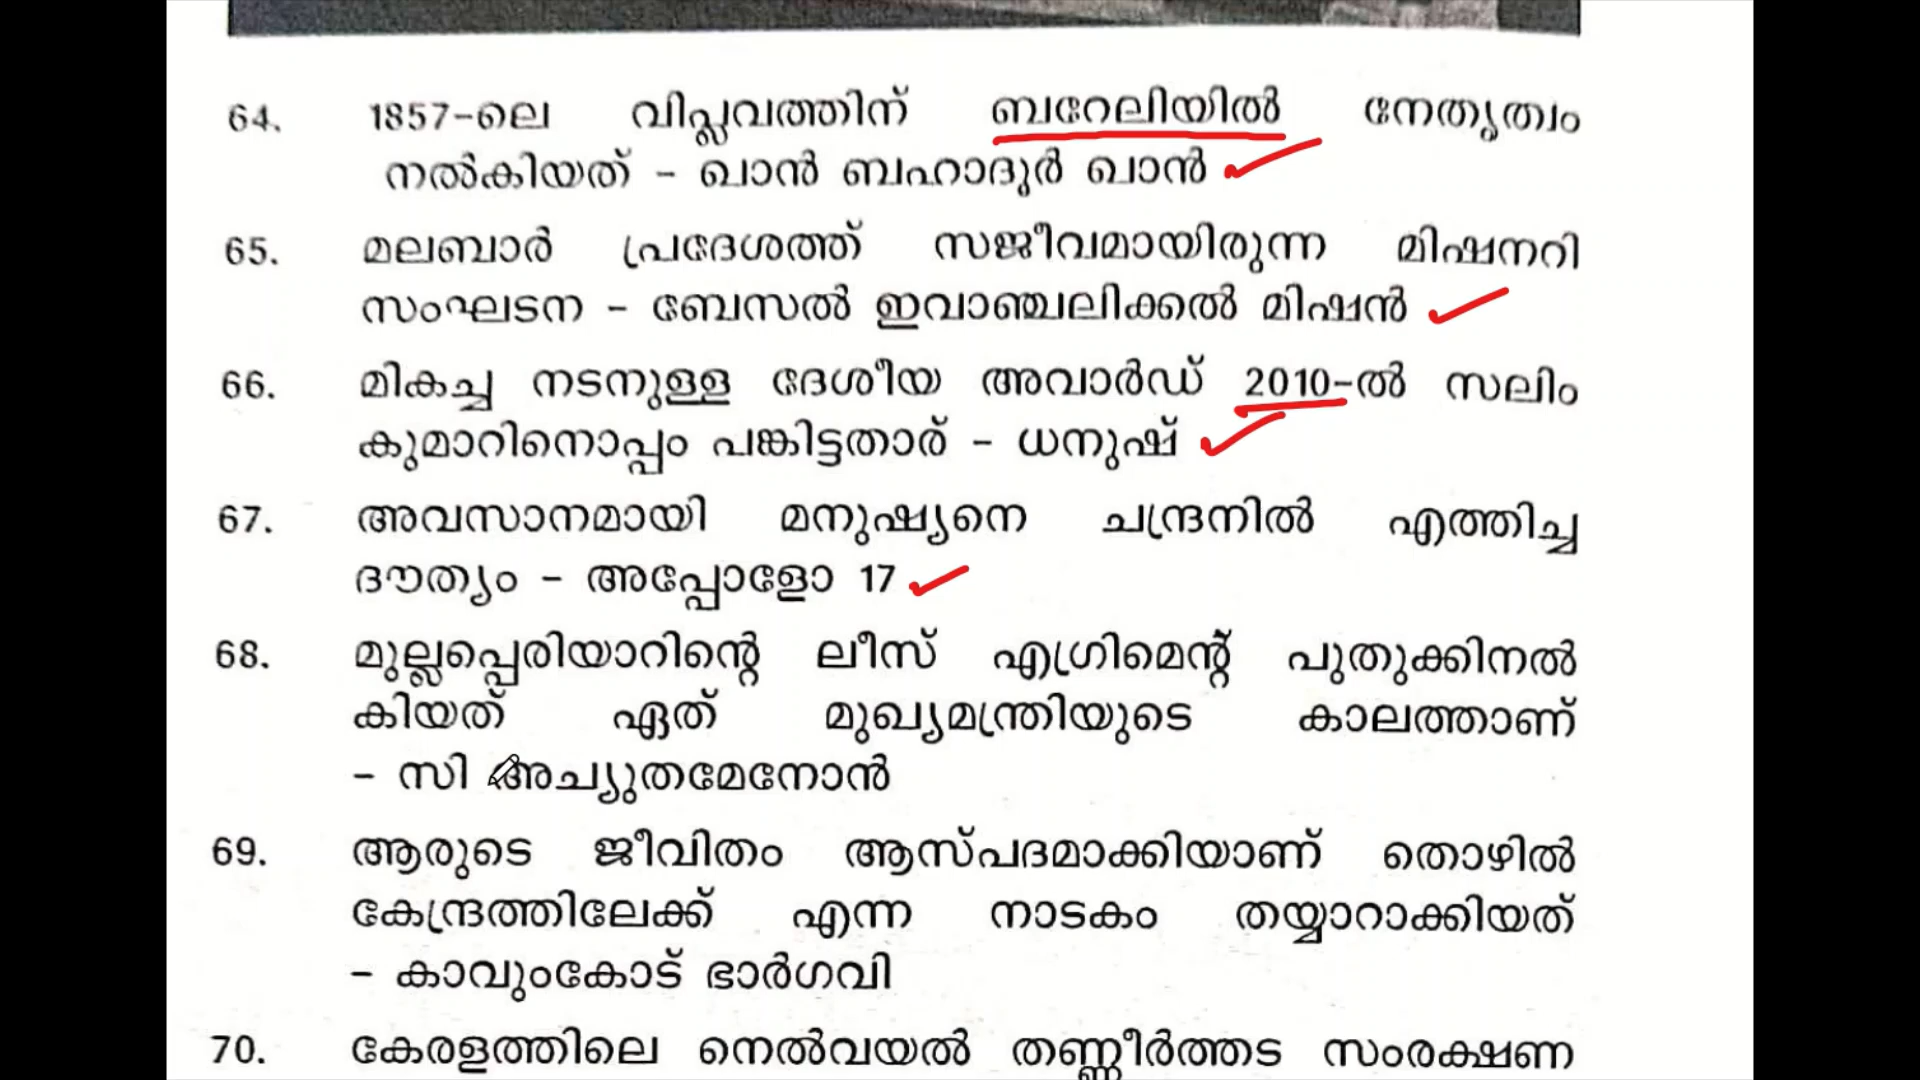 64. 1857-ലെ വിപ്ലവത്തിന് ബറേലിയിൽ നേതൃത്വം
നൽകിയത് - ഖാൻ ബഹാദുർ ഖാൻ
65. മലബാർ പ്രദേശത്ത് സജീവമായിരുന്ന മിഷനറി
സംഘടന - ബേസൽ ഇവാഞ്ചലിക്കൽ മിഷൻ
66. മികച്ച നടനുള്ള ദേശീയ അവാർഡ് 2010-ൽ സലിം
കുമാറിനൊപ്പം പങ്കിട്ടതാര് - ധനുഷ്
67. അവസാനമായി മനുഷ്യനെ ചന്ദ്രനിൽ എത്തിച്ച
ദൗത്യം - അപ്പോളോ 17
68. മുല്ലപ്പെരിയാറിന്റെ ലീസ് എഗ്രിമെന്റ് പുതുക്കിനൽ
കിയത് ഏത് മുഖ്യമന്ത്രിയുടെ കാലത്താണ്
- സി അച്യുതമേനോൻ
69. ആരുടെ ജീവിതം ആസ്പദമാക്കിയാണ് തൊഴിൽ
കേന്ദ്രത്തിലേക്ക് എന്ന നാടകം തയ്യാറാക്കിയത്
- കാവുംകോട് ഭാർഗവി
70. കേരളത്തിലെ നെൽവയൽ തണ്ണീർത്തട സംരക്ഷണ